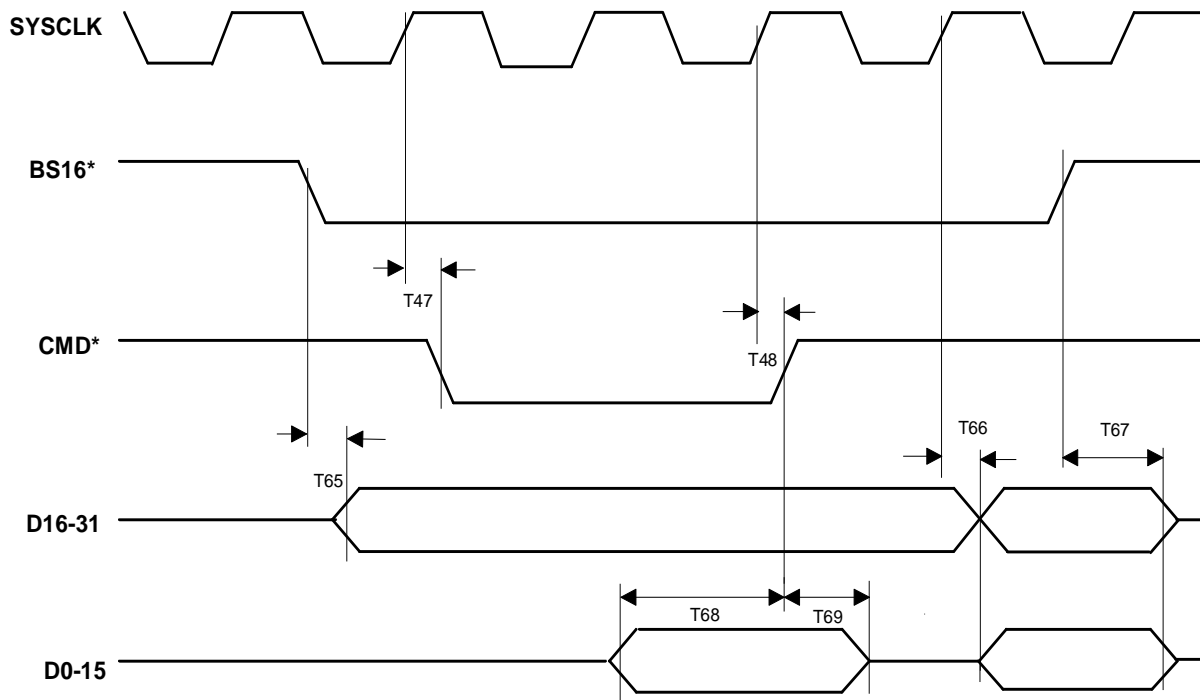 SYSCLK
BS16*
T47
CMD*
T48
T66
T67
T65
D16-31
T68
T69
D0-15